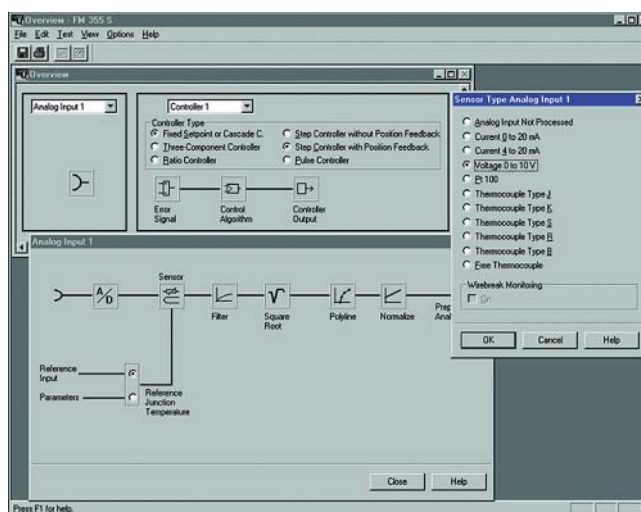 Overview - FM 355 S
File Edit Test View Options Help
Overview
Analog Input 1
Controller 1
Controller Type
Fixed Setpoint or Cascade C.
Three-Component Controller
Ratio Controller
Step Controller without Position Feedback
Step Controller with Position Feedback
Pulse Controller
Error Signal
Control Algorithm
Controller Output
Sensor Type Analog Input 1
Analog Input Not Processed
Current 0 to 20 mA
Current 4 to 20 mA
Voltage 0 to 10 V
Pt 100
Thermocouple Type J
Thermocouple Type K
Thermocouple Type S
Thermocouple Type R
Thermocouple Type B
Free Thermocouple
Wirebreak Monitoring
On
OK Cancel Help
Analog Input 1
A/D
Sensor
Filter
Square Root
Polyline
Normalize
Prep
Anal
Reference Input
Parameters
Reference Junction Temperature
Close Help
Press F1 for help.